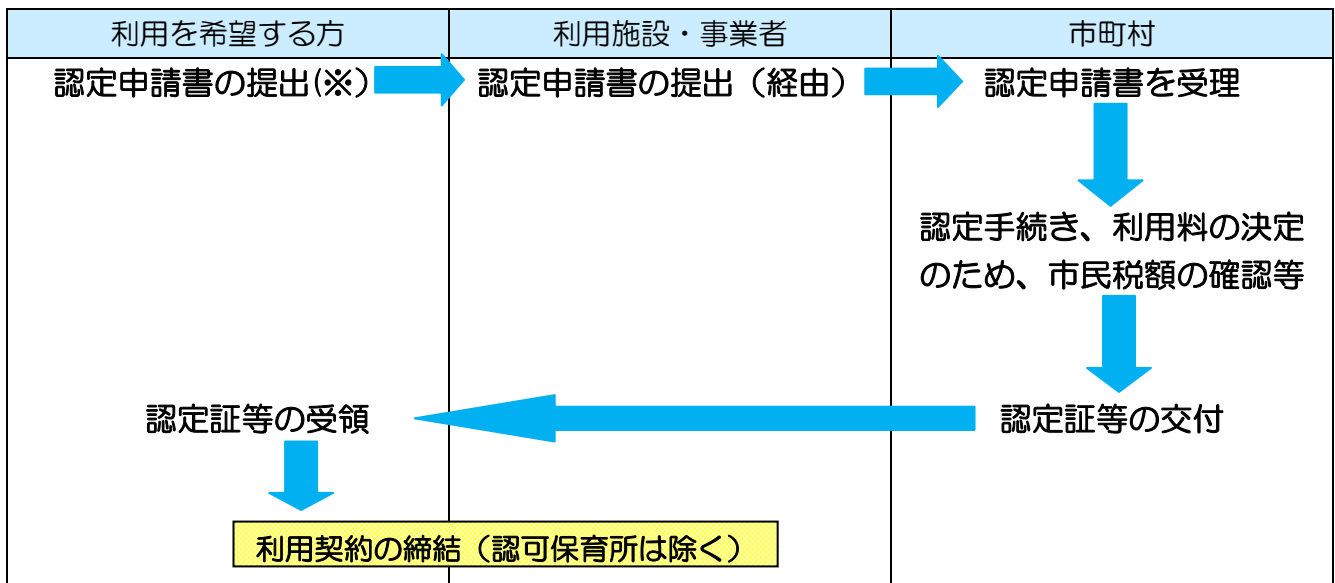 利用を希望する方
利用施設・事業者
市町村
認定申請書の提出(※)
認定申請書の提出（経由）
認定申請書を受理
認定手続き、利用料の決定
のため、市民税額の確認等
認定証等の受領
認定証等の交付
利用契約の締結（認可保育所は除く）